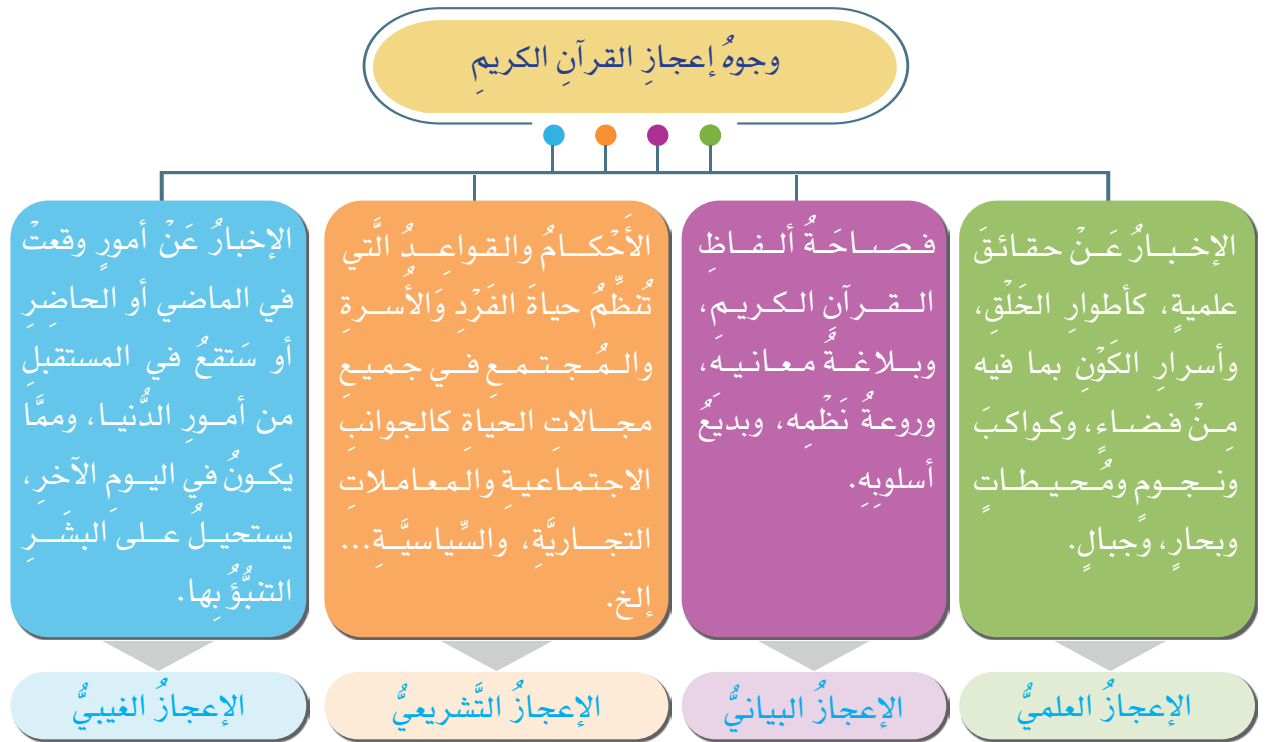 وجوهُ إعجازِ القرآنِ الكريمِ
الإخبارُ عَنْ حقائقَ
علميةٍ، كأطوارِ الخَلْقِ،
وأسرارِ الكَوْنِ بما فيه
مِنْ فضاءٍ، وكواكبَ
ونجومٍ ومُحيطاتٍ
وبحارٍ، وجبالٍ.
الإعجازُ العلميُّ
فصاحَةُ ألفاظِ
القرآنِ الكريمِ،
وبلاغةُ معانيهِ،
وروعةُ نَظْمِه، وبديعُ
أسلوبِهِ.
الإعجازُ البيانيُّ
الأَحْكامُ والقواعِدُ الَّتي
تُنظِّمُ حياةَ الفَرْدِ وَالأُسرةِ
والمُجتمعِ في جميعِ
مجالاتِ الحياةِ كالجوانبِ
الاجتماعيةِ والمعاملاتِ
التجاريَّةِ، والسِّياسيَّةِ...
إلخ.
الإعجازُ التَّشريعيُّ
الإخبارُ عَنْ أمورٍ وقعتْ
في الماضي أو الحاضِرِ
أو سَتقعُ في المستقبلِ
من أمورِ الدُّنيا، وممَّا
يكونُ في اليومِ الآخرِ،
يستحيلُ على البشَرِ
التنبُّؤُ بِها.
الإعجازُ الغيبيُّ